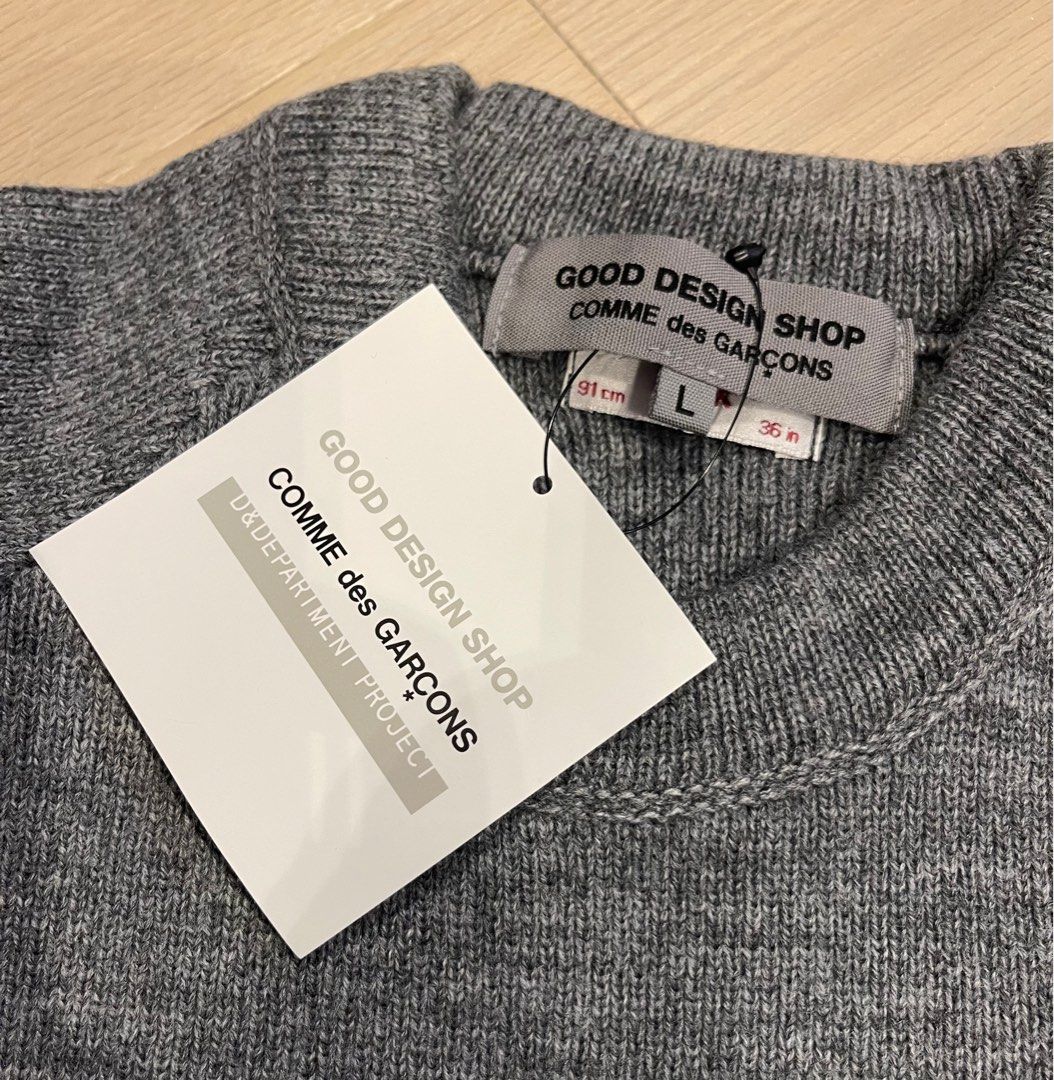 GOOD DESIGN SHOP
COMME des GARÇONS
*
91 cm
L
36 in
GOOD DESIGN SHOP
COMME des GARÇONS
*
D&DEPARTMENT PROJECT